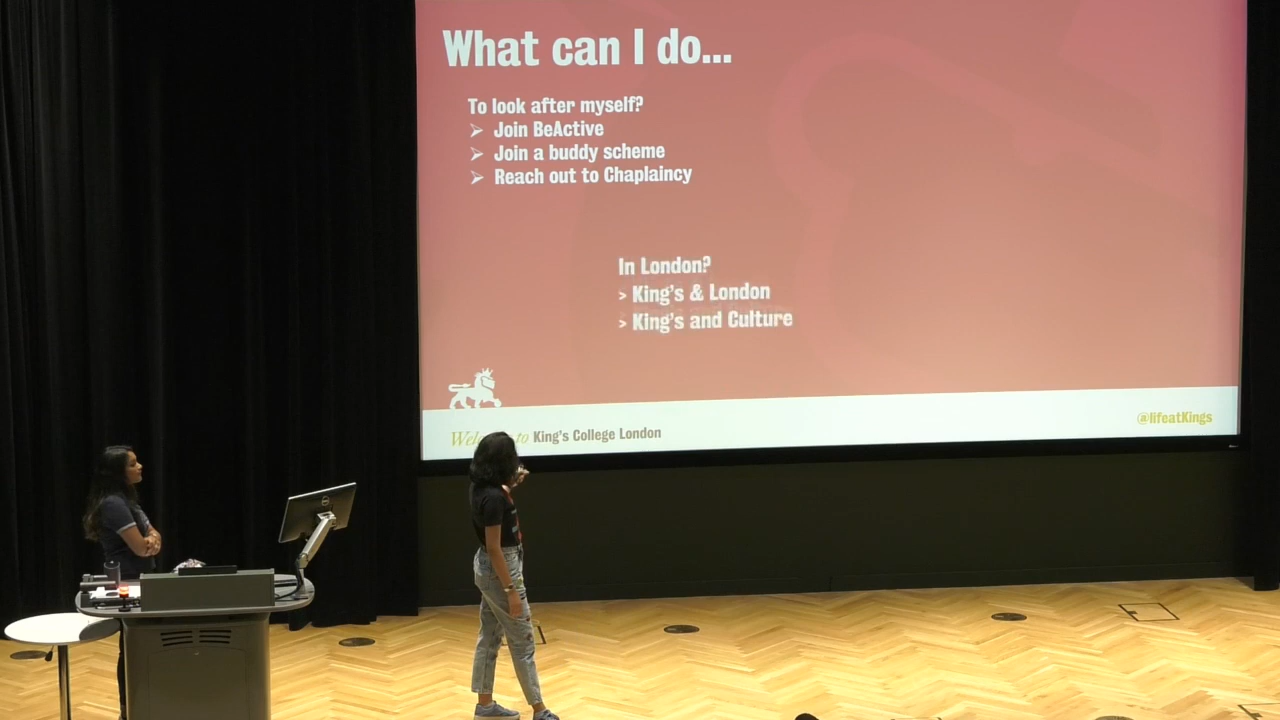 What can I do...
To look after myself?
➢ Join BeActive
➢ Join a buddy scheme
➢ Reach out to Chaplaincy
In London?
> King's & London
> King's and Culture
@lifeatKings
to King's College London